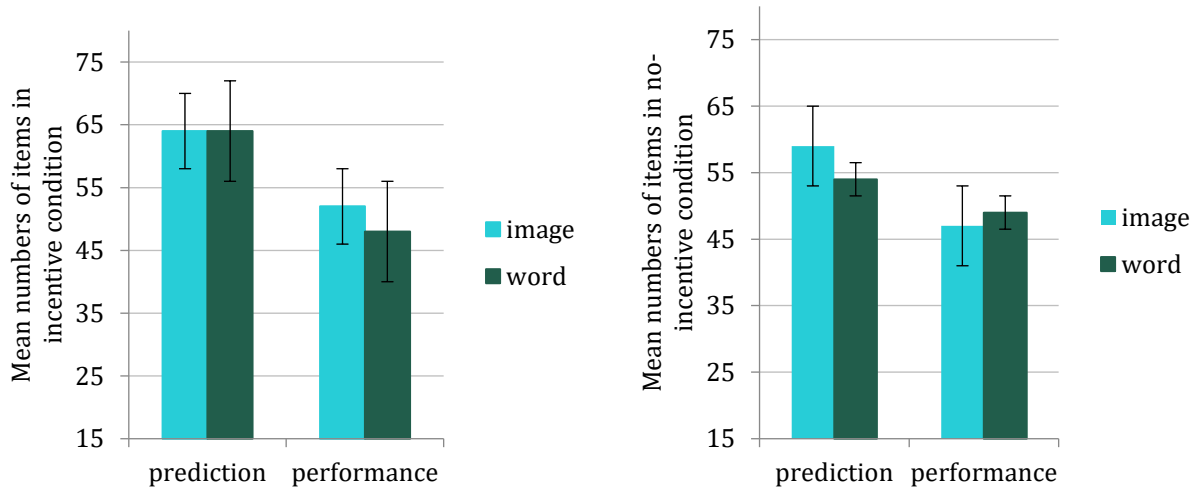 Mean numbers of items in
incentive condition
75
65
55
45
35
25
15
prediction performance
image
word
Mean numbers of items in no-
incentive condition
75
65
55
45
35
25
15
prediction performance
image
word